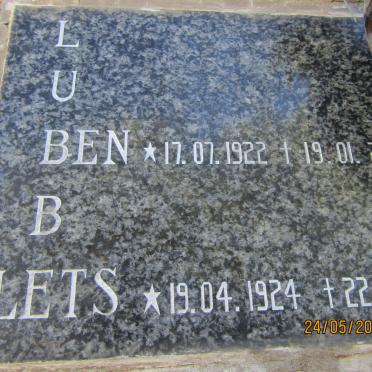 L
U
BEN ★ 17.07.1922 † 19.01.
B
LETS ★ 19.04.1924 † 22
24/05/20